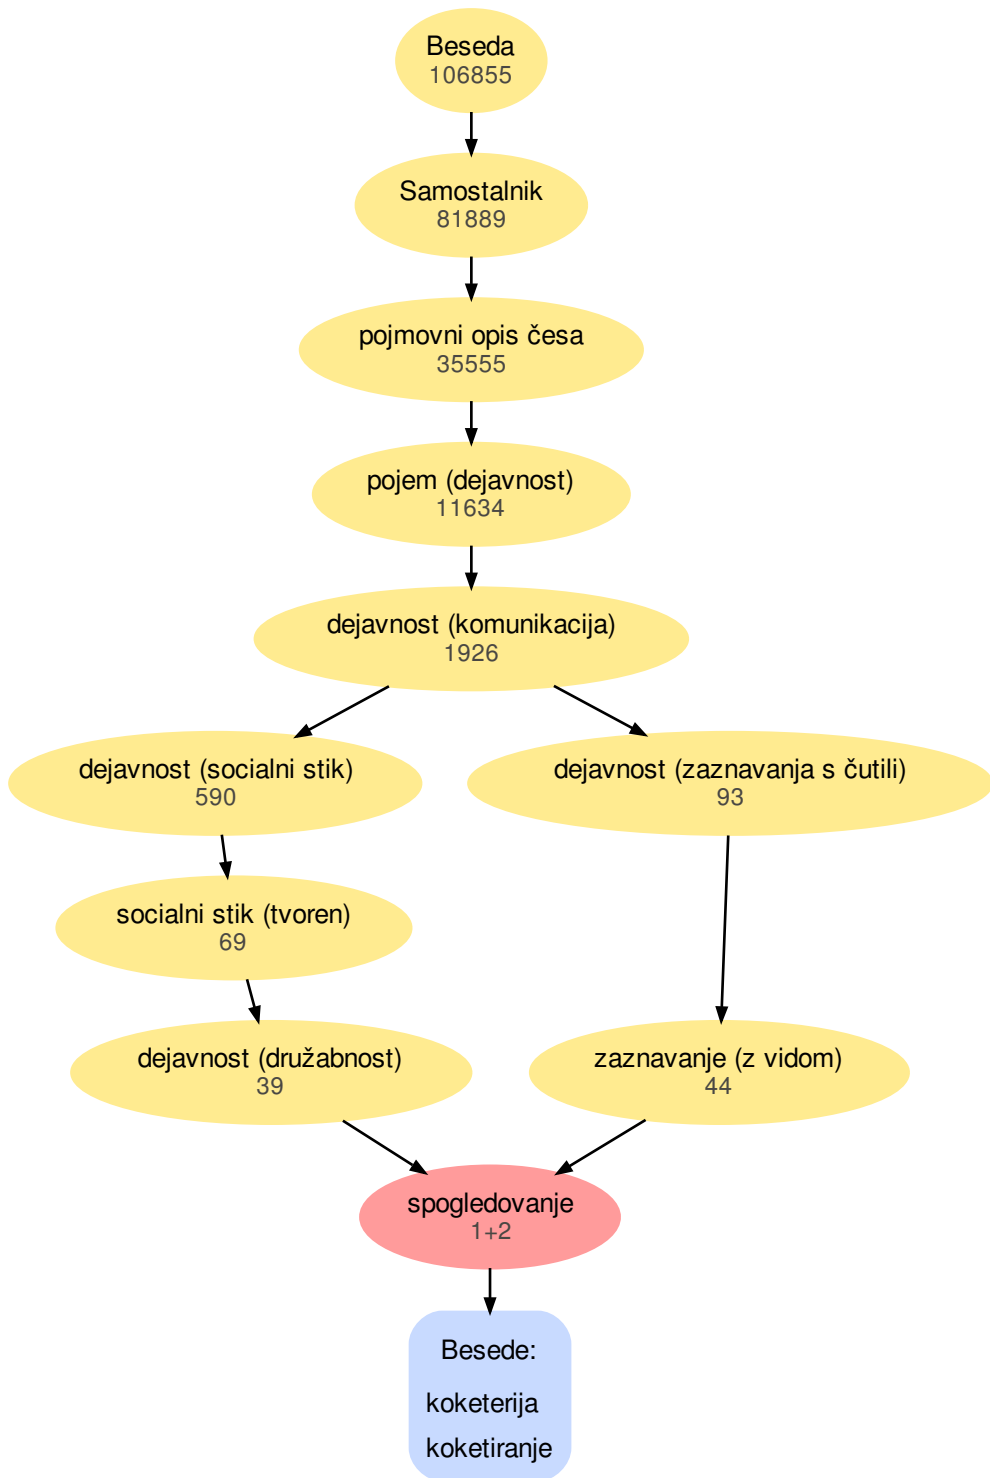 Beseda
106855
Samostalnik
81889
pojmovni opis česa
35555
pojem (dejavnost)
11634
dejavnost (komunikacija)
1926
dejavnost (socialni stik)
590
dejavnost (zaznavanja s čutili)
93
socialni stik (tvoren)
69
dejavnost (družabnost)
39
zaznavanje (z vidom)
44
spogledovanje
1+2
Besede:
koketerija
koketiranje